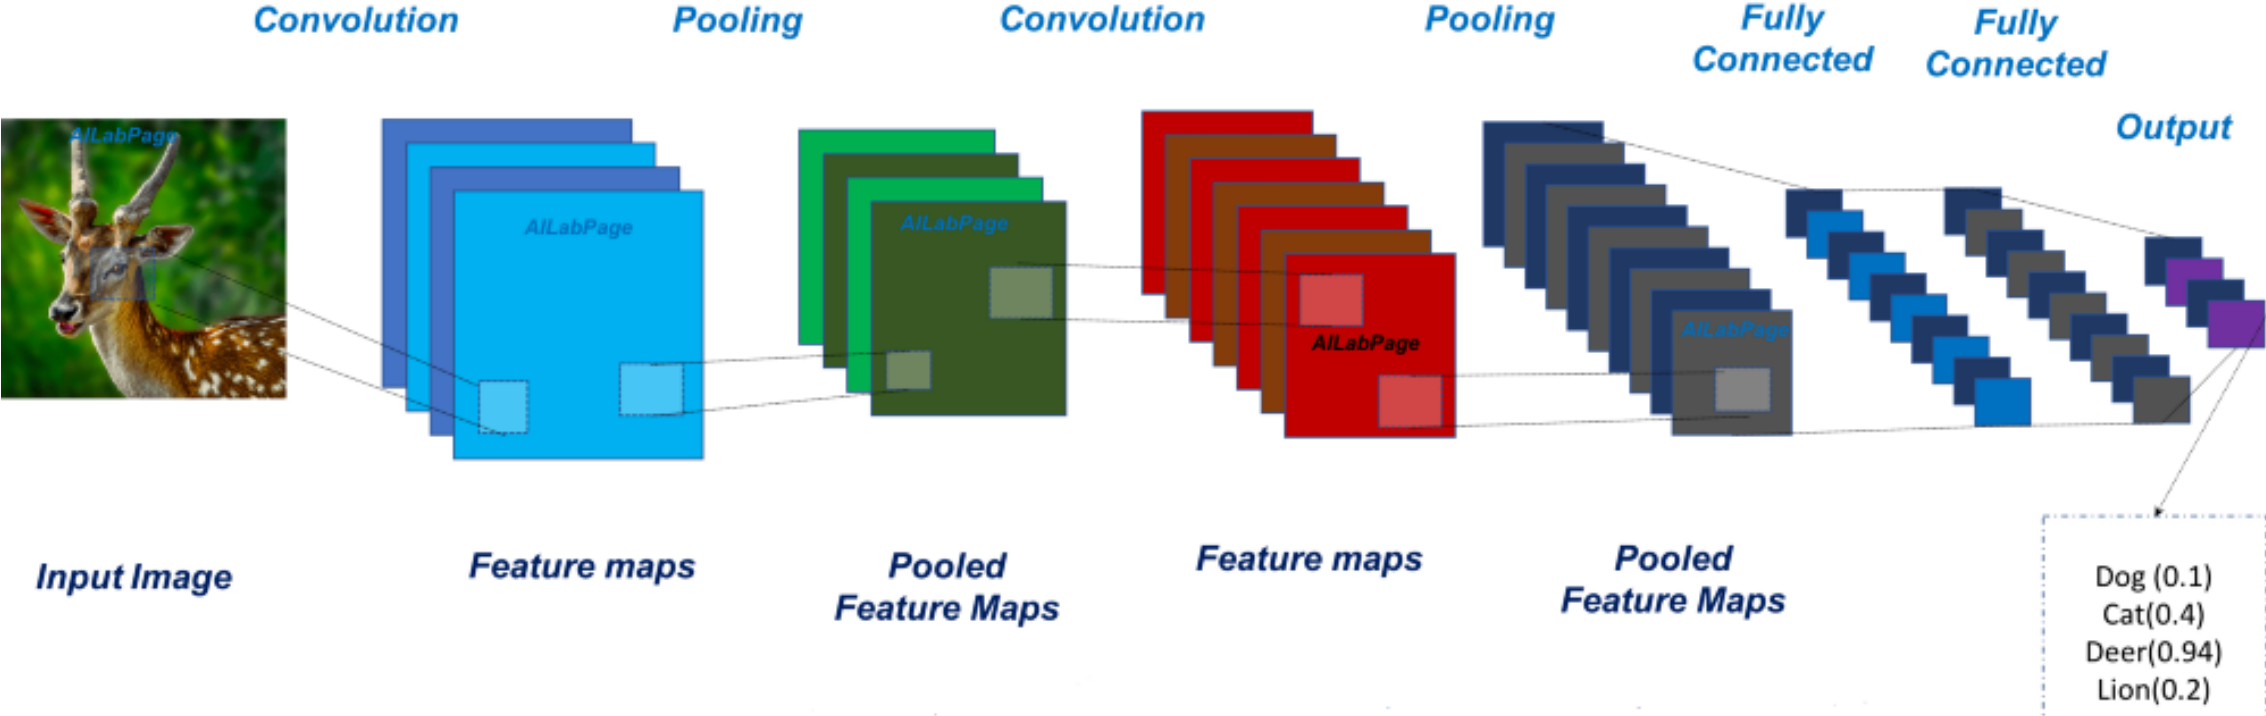 Convolution
Pooling
Convolution
Pooling
Fully
Connected
Fully
Connected
Output
AILabPage
AILabPage
AILabPage
AILabPage
AILabPage
Input Image
Feature maps
Pooled
Feature Maps
Feature maps
Pooled
Feature Maps
Dog (0.1)
Cat(0.4)
Deer(0.94)
Lion(0.2)